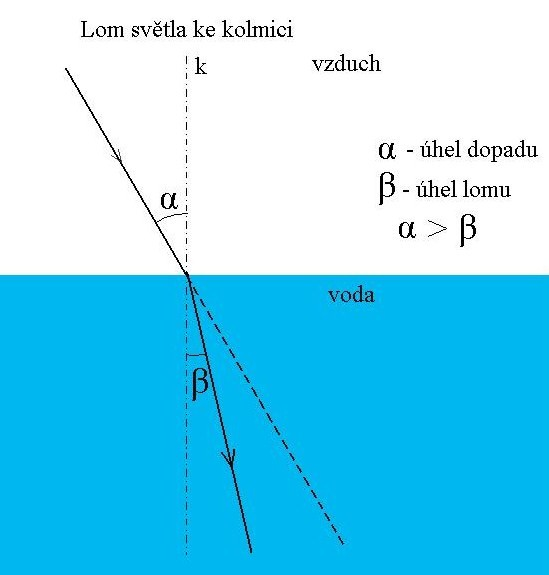 Lom světla ke kolmici
k
vzduch
α - úhel dopadu
β - úhel lomu
α > β
α
voda
β